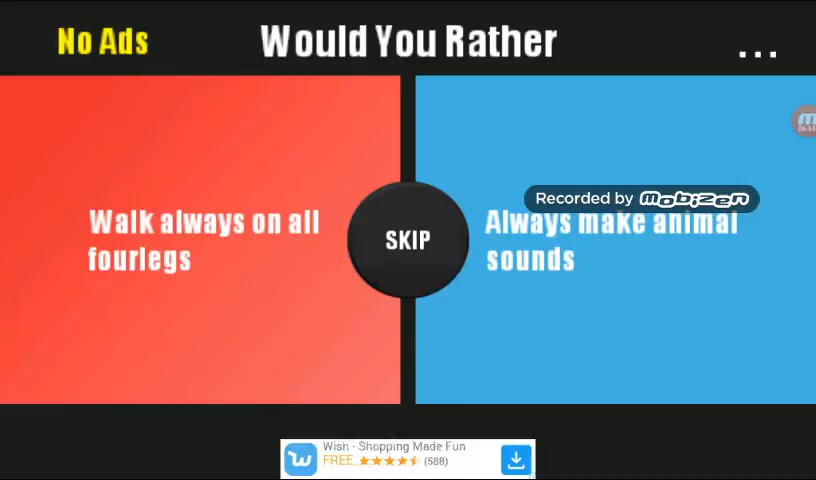 No Ads
Would You Rather
...
Walk always on all
fourlegs
SKIP
Recorded by mobizen
Always make animal
sounds
Wish - Shopping Made Fun
FREE
(588)